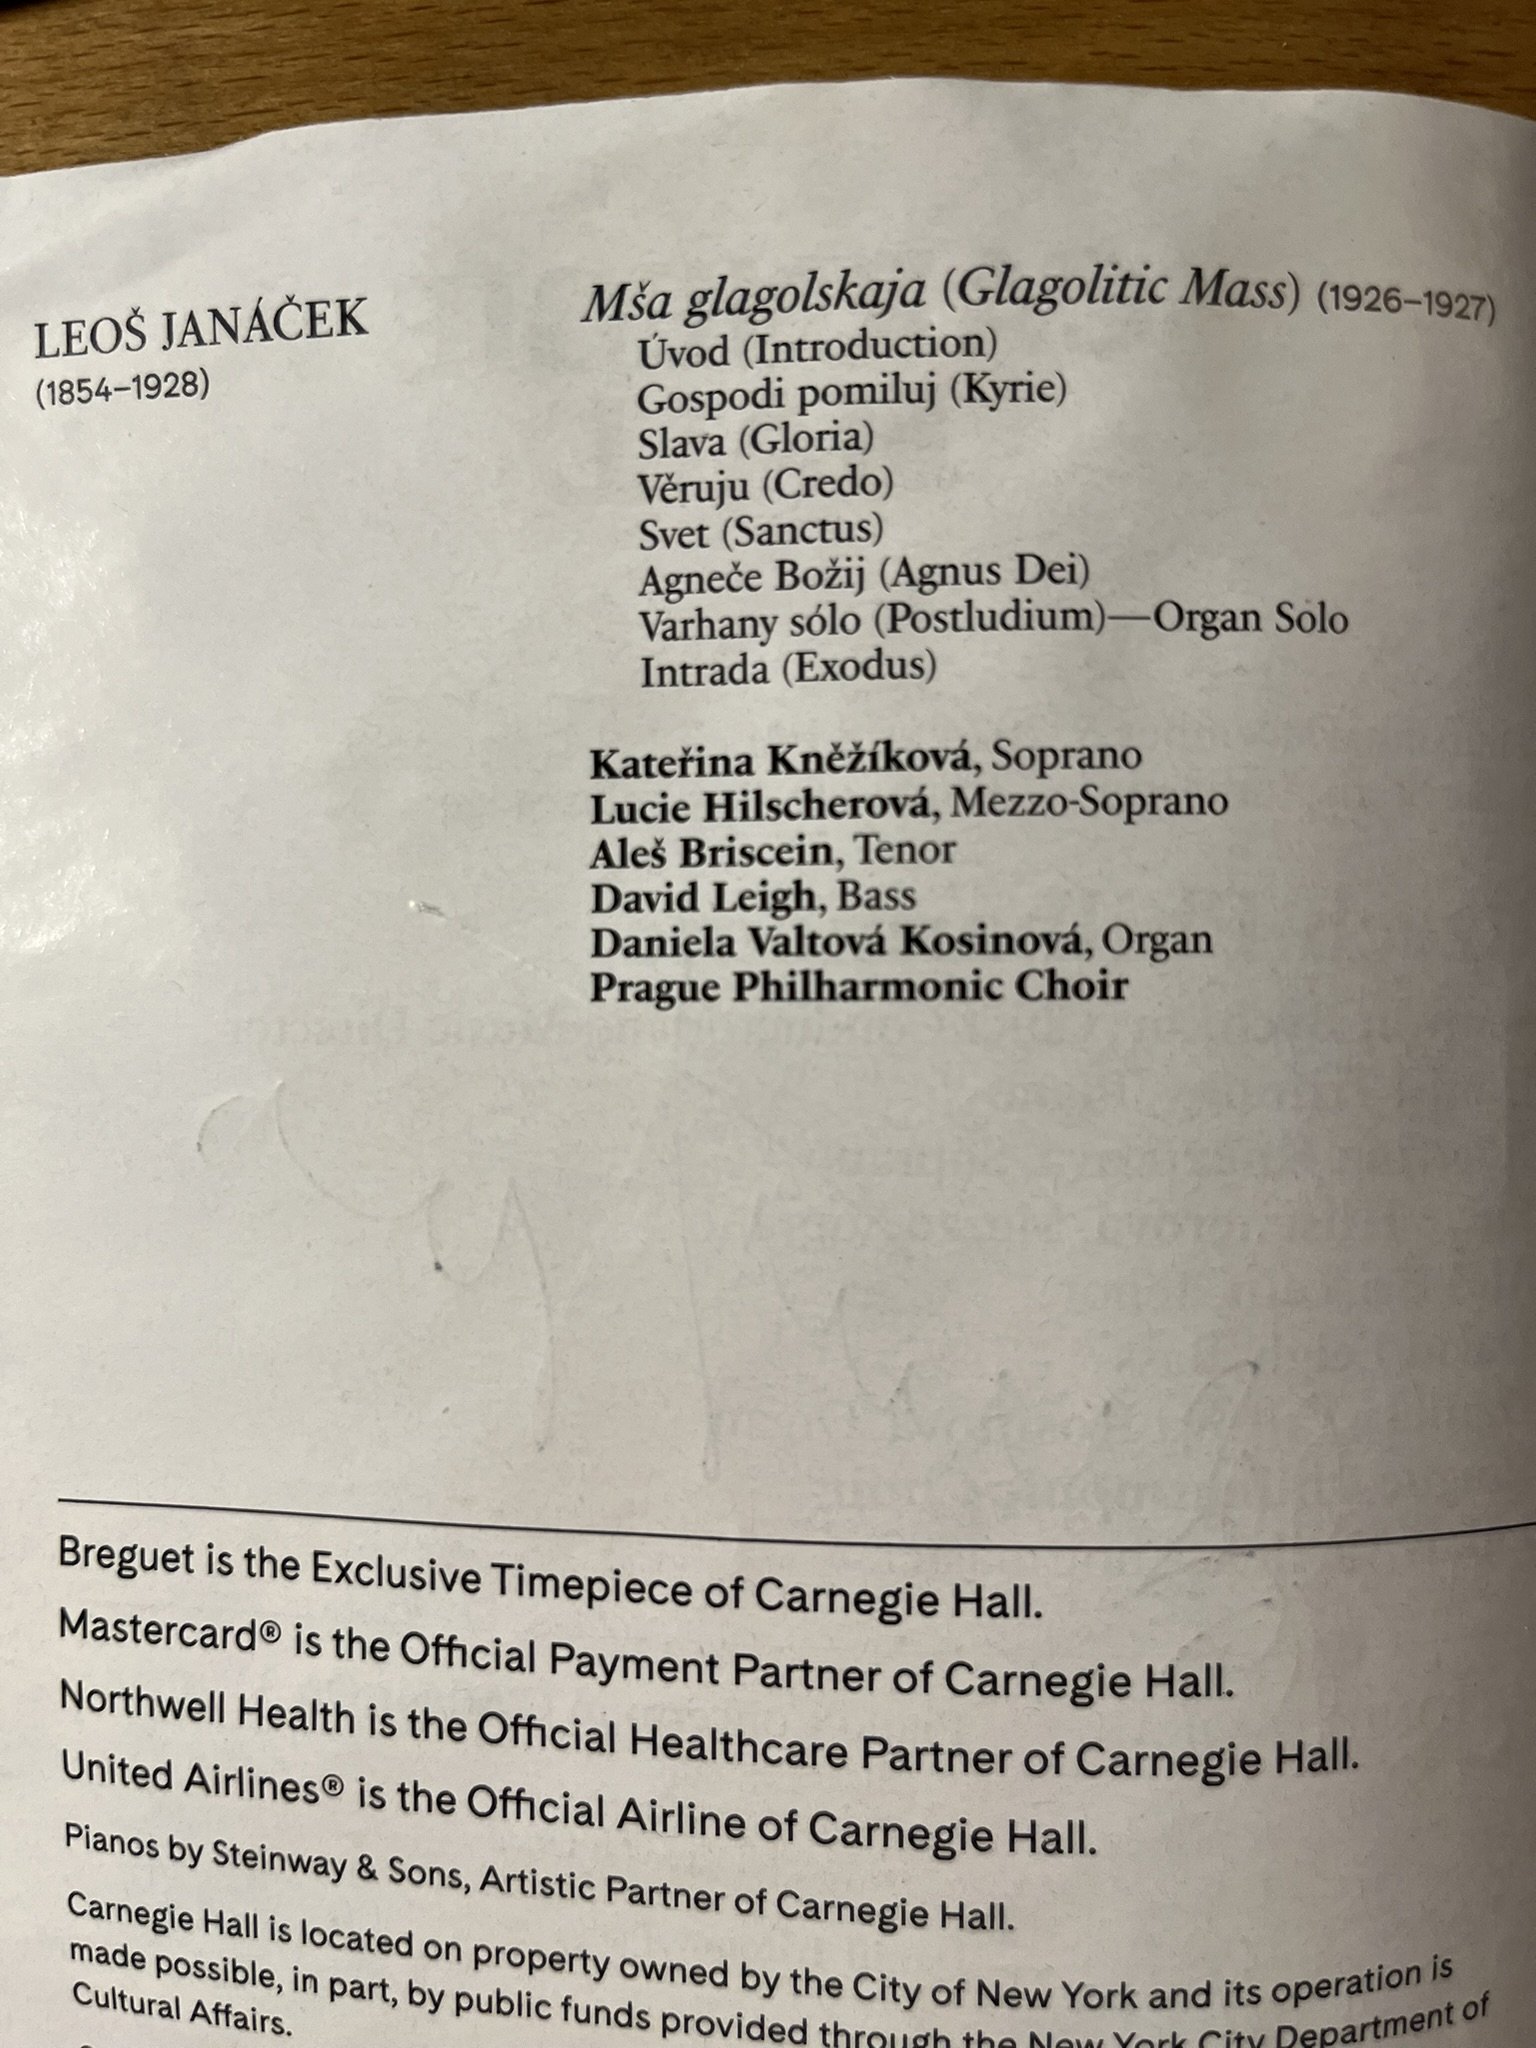 LEOŠ JANÁČEK
(1854–1928)
Mša glagolskaja (Glagolitic Mass) (1926–1927)
Úvod (Introduction)
Gospodi pomiluj (Kyrie)
Slava (Gloria)
Věruju (Credo)
Svet (Sanctus)
Agneče Božij (Agnus Dei)
Varhany sólo (Postludium)—Organ Solo
Intrada (Exodus)
Kateřina Kněžíková, Soprano
Lucie Hilscherová, Mezzo-Soprano
Aleš Briscein, Tenor
David Leigh, Bass
Daniela Valtová Kosinová, Organ
Prague Philharmonic Choir
Breguet is the Exclusive Timepiece of Carnegie Hall.
Mastercard® is the Official Payment Partner of Carnegie Hall.
Northwell Health is the Official Healthcare Partner of Carnegie Hall.
United Airlines® is the Official Airline of Carnegie Hall.
Pianos by Steinway & Sons, Artistic Partner of Carnegie Hall.
Carnegie Hall is located on property owned by the City of New York and its operation is
made possible, in part, by public funds provided through the New York City Department of
Cultural Affairs.